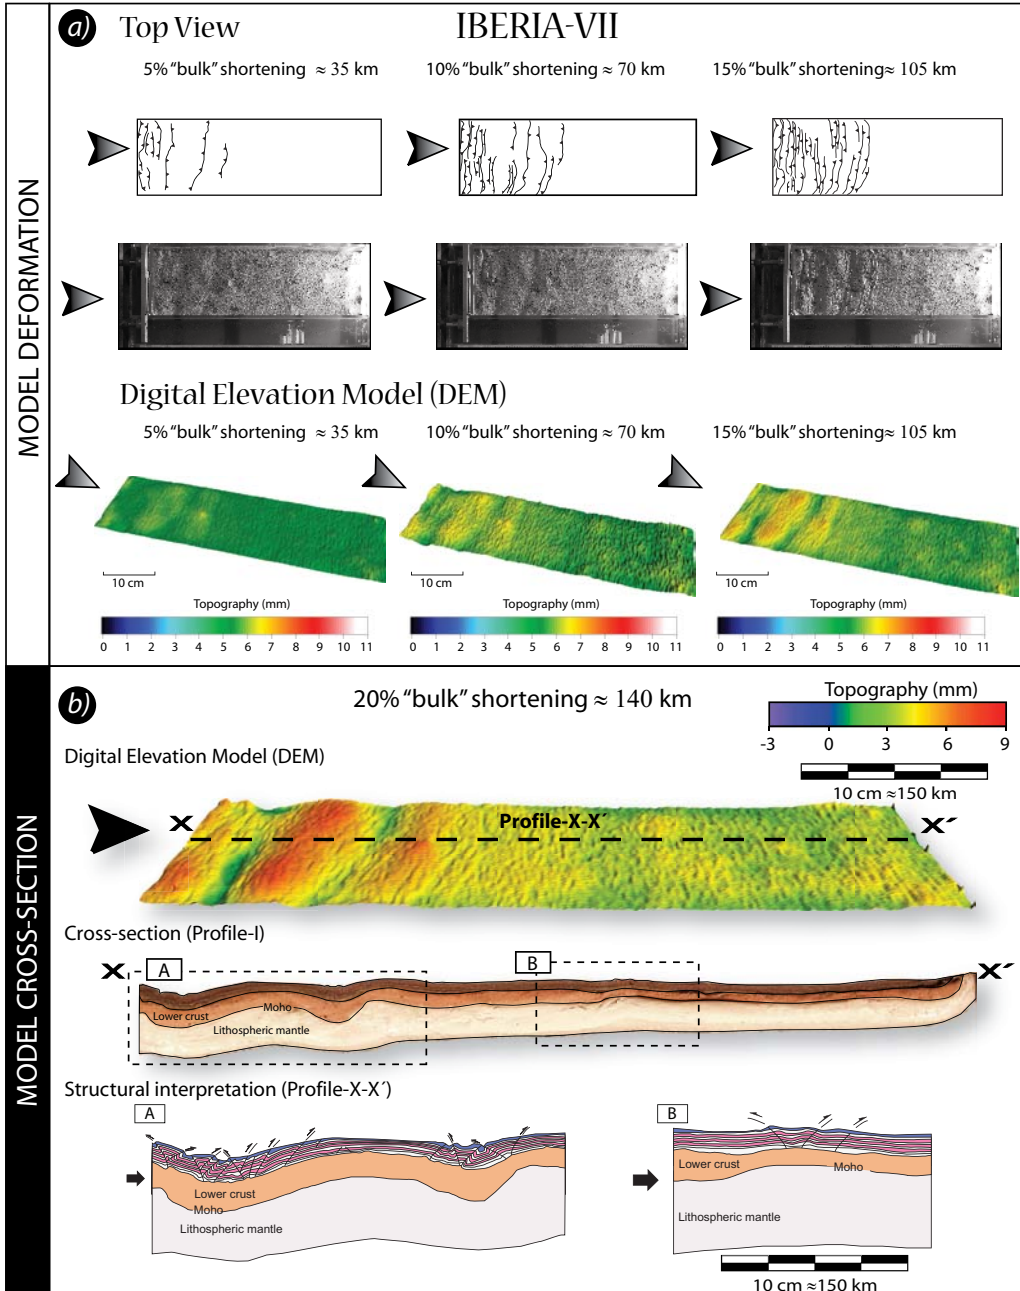 MODEL DEFORMATION
a) Top View IBERIA-VII
5% “bulk” shortening ≈ 35 km 10% “bulk” shortening ≈ 70 km 15% “bulk” shortening≈ 105 km
Digital Elevation Model (DEM)
5% “bulk” shortening ≈ 35 km 10% “bulk” shortening ≈ 70 km 15% “bulk” shortening≈ 105 km
10 cm 10 cm 10 cm
Topography (mm) Topography (mm) Topography (mm)
0 1 2 3 4 5 6 7 8 9 10 11 0 1 2 3 4 5 6 7 8 9 10 11 0 1 2 3 4 5 6 7 8 9 10 11
MODEL CROSS-SECTION
b) 20% “bulk” shortening ≈ 140 km
Topography (mm)
-3 0 3 6 9
10 cm ≈150 km
Digital Elevation Model (DEM)
X Profile-X-X´ X´
Cross-section (Profile-I)
X A B X´
Lower crust Moho
Lithospheric mantle
Structural interpretation (Profile-X-X´)
A B
Lower crust
Moho
Lithospheric mantle
Lower crust Moho
Lithospheric mantle
10 cm ≈150 km